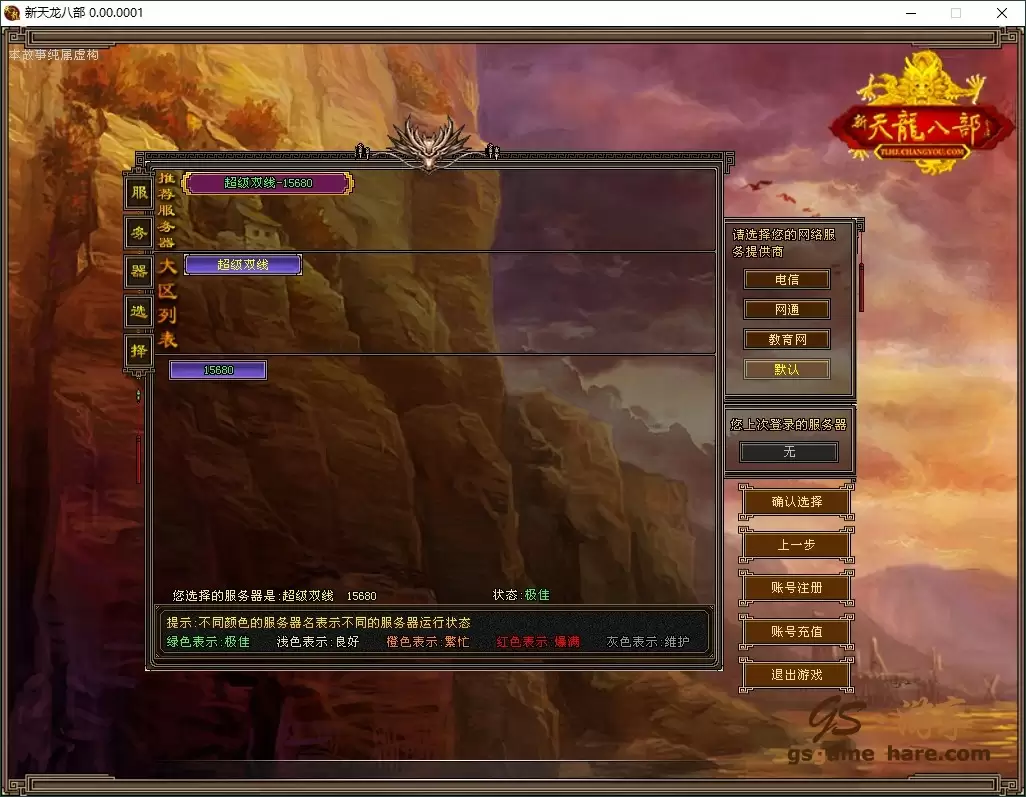 新天龙八部 0.00.0001
本故事纯属虚构
新天龍八部
TLHJ.CHANGYOU.COM
服务器选择
推荐服务器
超级双线-15680
大区列表
超级双线
15680
请选择您的网络服
务提供商
电信
网通
教育网
默认
您上次登录的服务器
无
确认选择
上一步
账号注册
账号充值
退出游戏
您选择的服务器是:超级双线 15680
状态:极佳
提示:不同颜色的服务器名表示不同的服务器运行状态
绿色表示:极佳 浅色表示:良好 橙色表示:繁忙 红色表示:爆满 灰色表示:维护
GS
hare.com